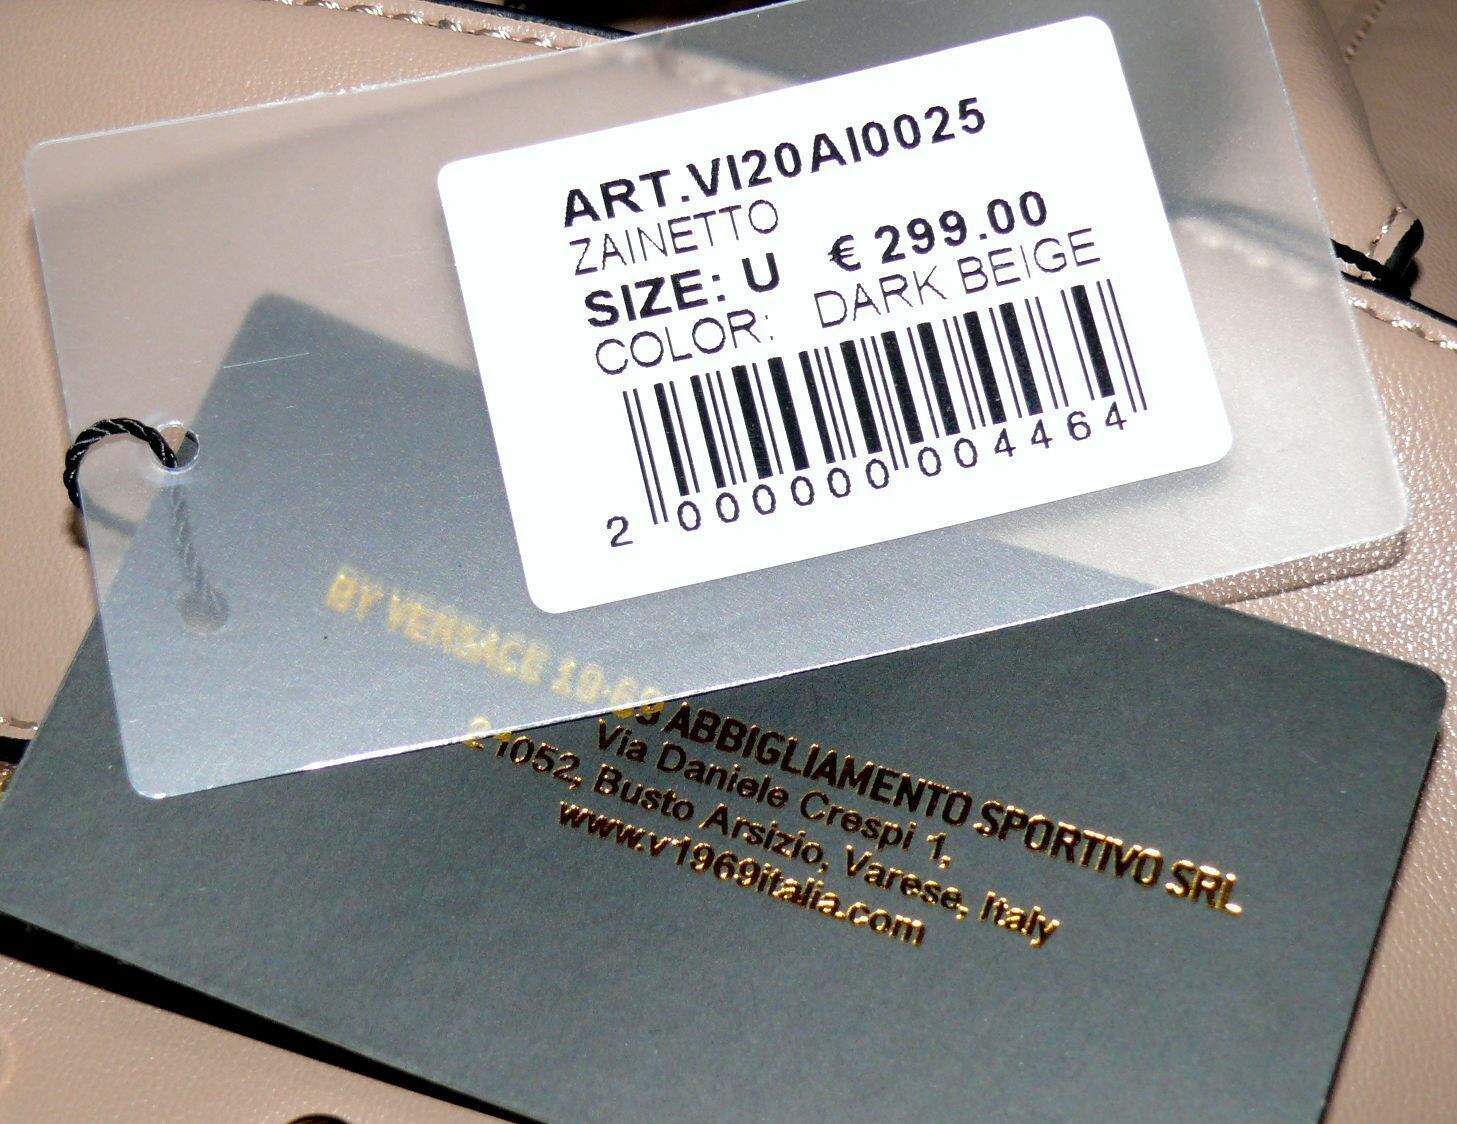 ART.VI20AI0025
ZAINETTO
SIZE: U € 299.00
COLOR: DARK BEIGE
2 000000 004464
BY VERSACE 19·69 ABBIGLIAMENTO SPORTIVO SRL
Via Daniele Crespi 1,
21052, Busto Arsizio, Varese, Italy
www.v1969italia.com